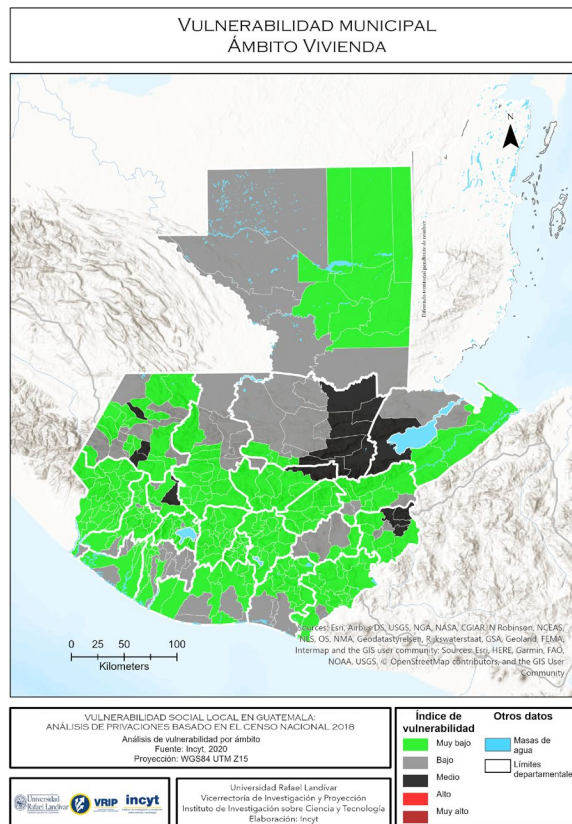 VULNERABILIDAD MUNICIPAL
ÁMBITO VIVIENDA
N
Sources: Esri, Airbus DS, USGS, NGA, NASA, CGIAR, N Robinson, NCEAS,
NLS, OS, NMA, Geodatastyrelsen, Rijkswaterstaat, GSA, Geoland, FEMA,
Intermap and the GIS user community: Sources: Esri, HERE, Garmin, FAO,
NOAA, USGS, © OpenStreetMap contributors, and the GIS User
Community
0 25 50 100
Kilometers
VULNERABILIDAD SOCIAL LOCAL EN GUATEMALA:
ANÁLISIS DE PRIVACIONES BASADO EN EL CENSO NACIONAL 2018
Análisis de vulnerabilidad por ámbito
Fuente: Incyt, 2020
Proyección: WGS84 UTM Z15
Índice de
vulnerabilidad
Muy bajo
Bajo
Medio
Alto
Muy alto
Otros datos
Masas de
agua
Límites
departamentale
Universidad
Rafael Landívar
VRIP
incyt
Universidad Rafael Landívar
Vicerrectoría de Investigación y Proyección
Instituto de Investigación sobre Ciencia y Tecnología
Elaboración: Incyt